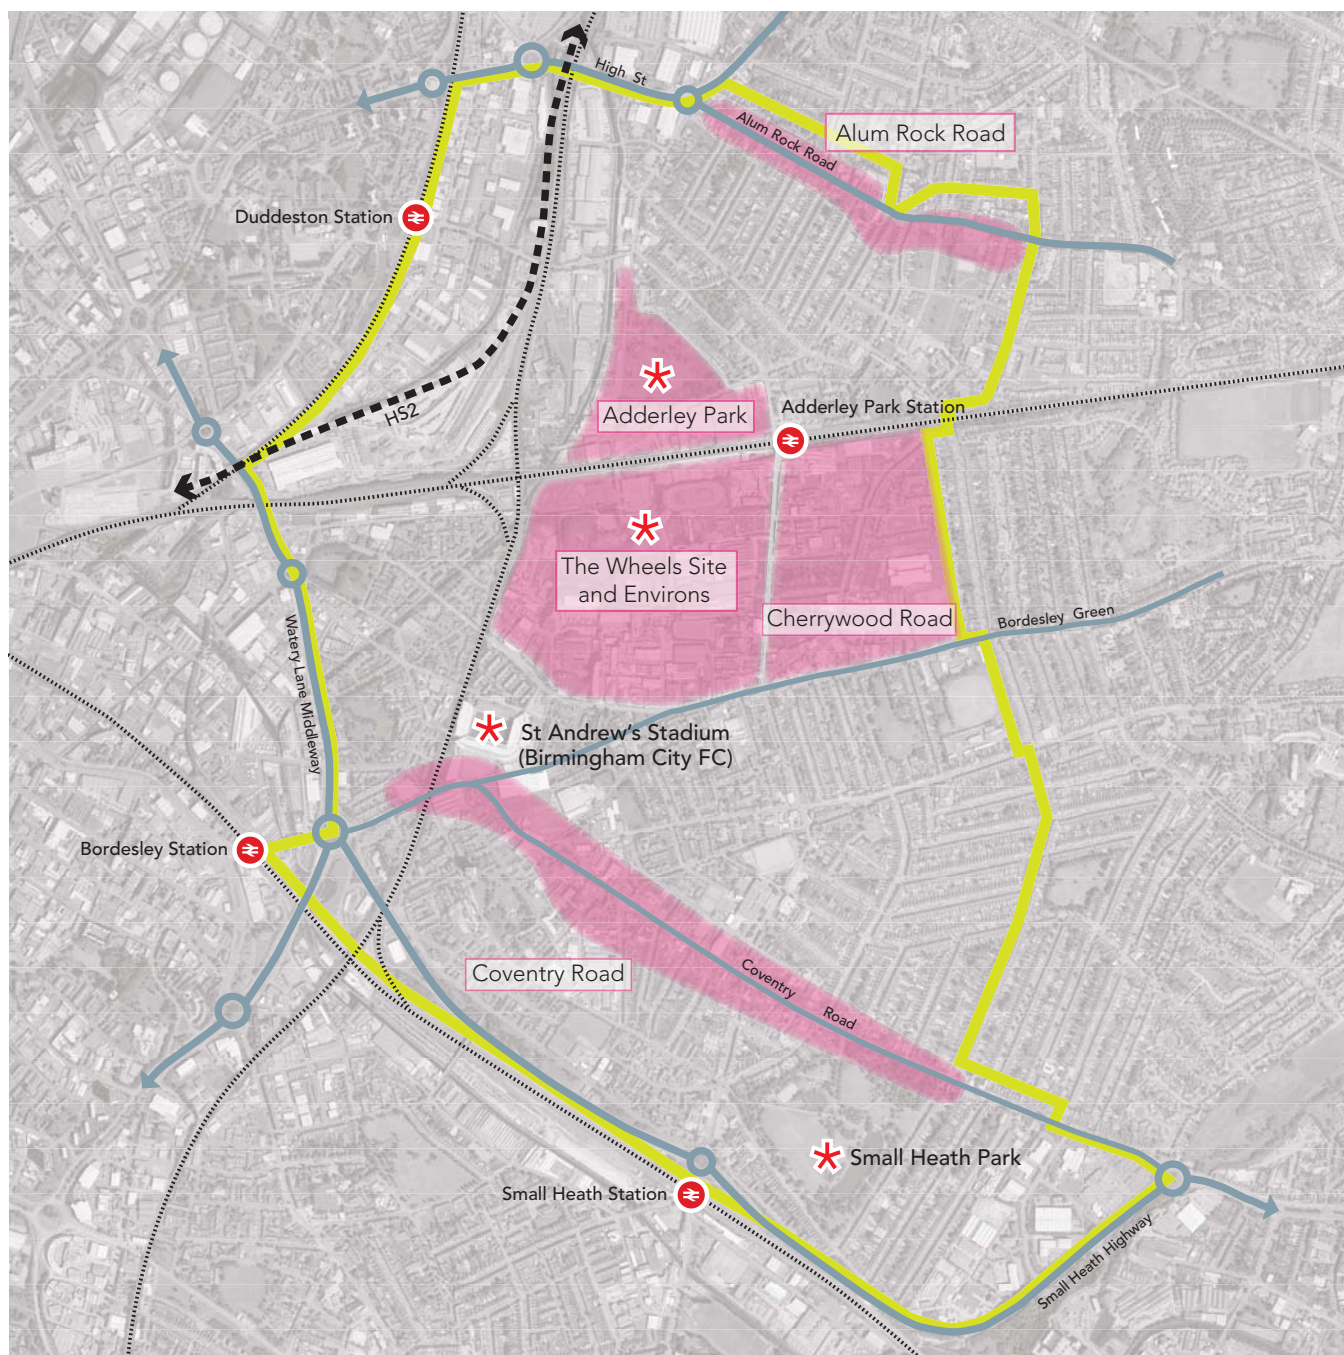 High St
Alum Rock Road
Alum Rock Road
Duddeston Station
HS2
Adderley Park
Adderley Park Station
The Wheels Site
and Environs
Cherrywood Road
Bordesley Green
Watery Lane Middleway
St Andrew's Stadium
(Birmingham City FC)
Bordesley Station
Coventry Road
Coventry Road
Small Heath Park
Small Heath Station
Small Heath Highway